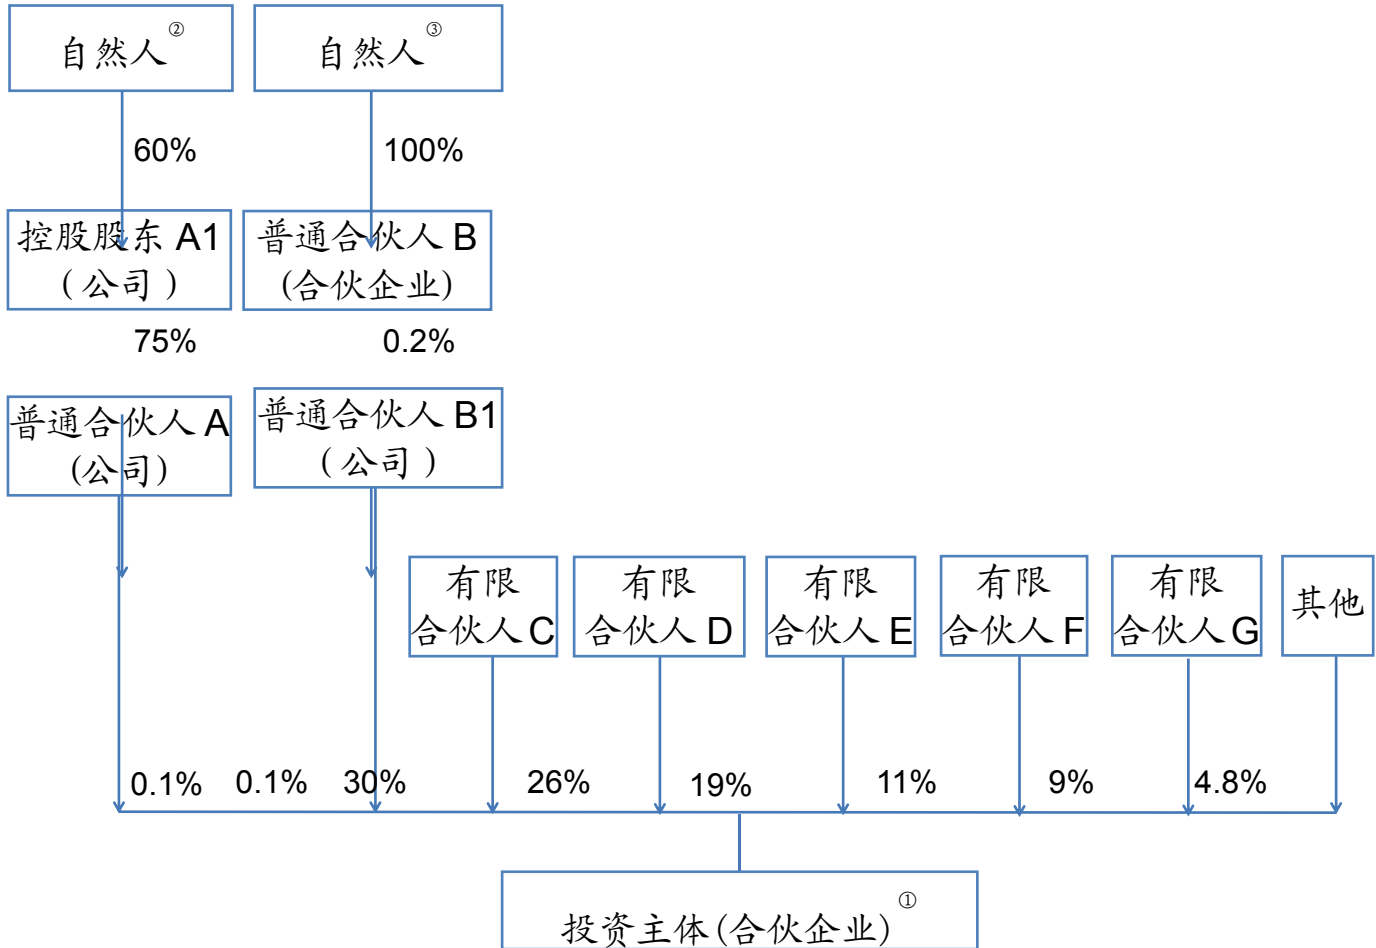 自然人②
自然人③
60%
100%
控股股东 A1
(公司)
普通合伙人 B
(合伙企业)
75%
0.2%
普通合伙人 A
(公司)
普通合伙人 B1
(公司)
有限
合伙人 C
有限
合伙人 D
有限
合伙人 E
有限
合伙人 F
有限
合伙人 G
其他
0.1%
0.1%
30%
26%
19%
11%
9%
4.8%
投资主体(合伙企业)①